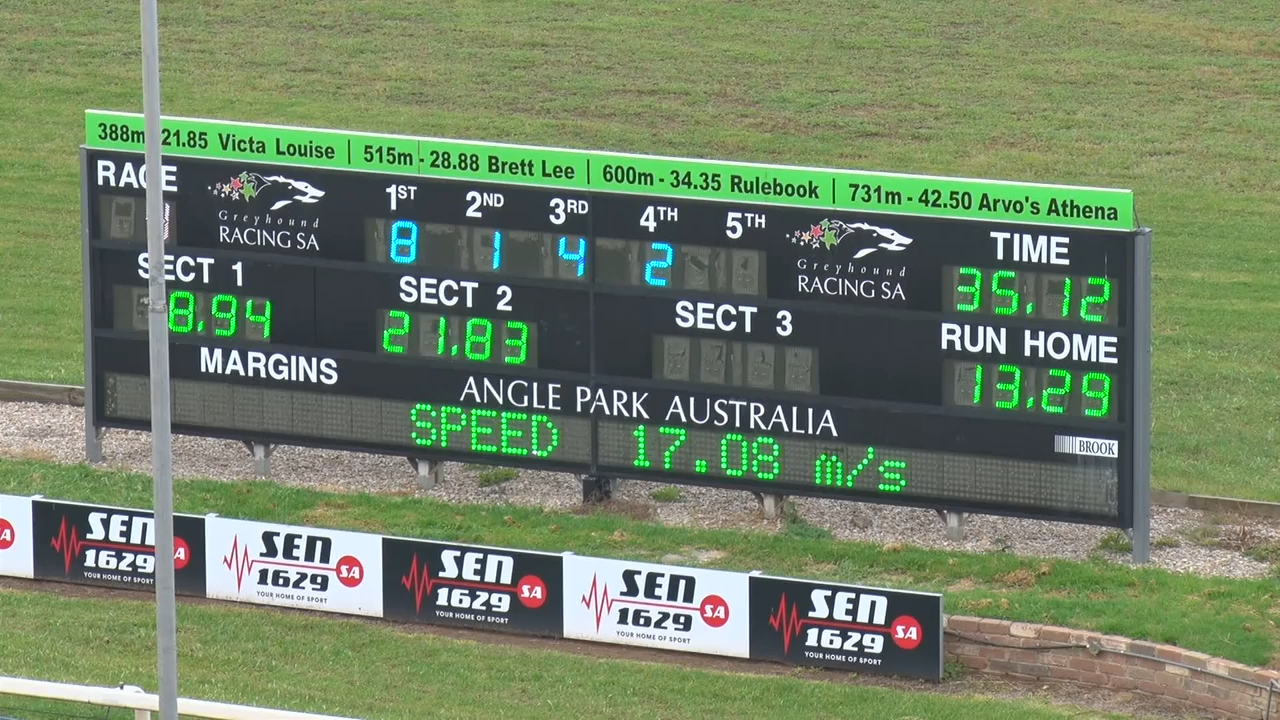 388m - 21.85 Victa Louise | 515m - 28.88 Brett Lee | 600m - 34.35 Rulebook | 731m - 42.50 Arvo's Athena
RACE
Greyhound
RACING SA
1ST 2ND 3RD 4TH 5TH
8 1 4 2
Greyhound
RACING SA
TIME
35.12
SECT 1
8.94
SECT 2
21.83
SECT 3
RUN HOME
13.29
MARGINS
ANGLE PARK AUSTRALIA
BROOK
SPEED 17.08 m/s
SA
SEN
1629
SA
YOUR HOME OF SPORT
SEN
1629
SA
YOUR HOME OF SPORT
SEN
1629
SA
YOUR HOME OF SPORT
SEN
1629
SA
YOUR HOME OF SPORT
SEN
1629
SA
YOUR HOME OF SPORT